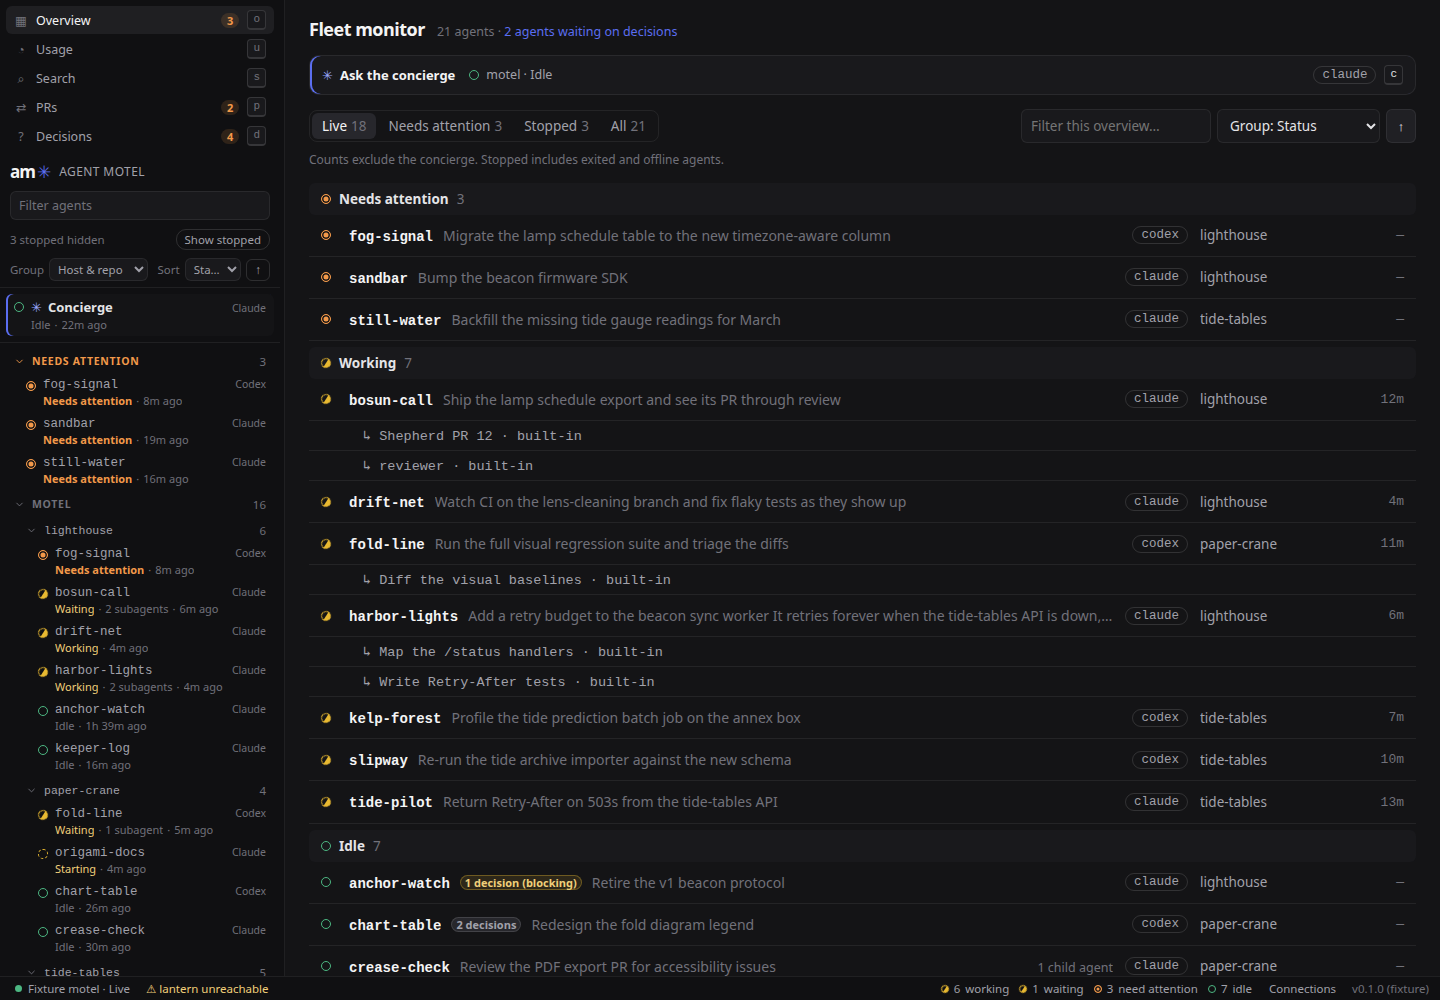 Overview 3 o
Usage u
Search s
PRs 2 p
? Decisions 4 d
am✳ AGENT MOTEL
Filter agents
3 stopped hidden Show stopped
Group Host & repo Sort Sta... ↑
✳ Concierge Claude
Idle · 22m ago
NEEDS ATTENTION 3
fog-signal Codex
Needs attention · 8m ago
sandbar Claude
Needs attention · 19m ago
still-water Claude
Needs attention · 16m ago
MOTEL 16
lighthouse 6
fog-signal Codex
Needs attention · 8m ago
bosun-call Claude
Waiting · 2 subagents · 6m ago
drift-net Claude
Working · 4m ago
harbor-lights Claude
Working · 2 subagents · 4m ago
anchor-watch Claude
Idle · 1h 39m ago
keeper-log Claude
Idle · 16m ago
paper-crane 4
fold-line Codex
Waiting · 1 subagent · 5m ago
origami-docs Claude
Starting · 4m ago
chart-table Codex
Idle · 26m ago
crease-check Claude
Idle · 30m ago
tide-tables 5
Fleet monitor 21 agents · 2 agents waiting on decisions
✳ Ask the concierge motel · Idle claude c
Live 18 Needs attention 3 Stopped 3 All 21 Filter this overview... Group: Status ↑
Counts exclude the concierge. Stopped includes exited and offline agents.
Needs attention 3
fog-signal Migrate the lamp schedule table to the new timezone-aware column codex lighthouse —
sandbar Bump the beacon firmware SDK claude lighthouse —
still-water Backfill the missing tide gauge readings for March claude tide-tables —
Working 7
bosun-call Ship the lamp schedule export and see its PR through review claude lighthouse 12m
↳ Shepherd PR 12 · built-in
↳ reviewer · built-in
drift-net Watch CI on the lens-cleaning branch and fix flaky tests as they show up claude lighthouse 4m
fold-line Run the full visual regression suite and triage the diffs codex paper-crane 11m
↳ Diff the visual baselines · built-in
harbor-lights Add a retry budget to the beacon sync worker It retries forever when the tide-tables API is down,... claude lighthouse 6m
↳ Map the /status handlers · built-in
↳ Write Retry-After tests · built-in
kelp-forest Profile the tide prediction batch job on the annex box codex tide-tables 7m
slipway Re-run the tide archive importer against the new schema codex tide-tables 10m
tide-pilot Return Retry-After on 503s from the tide-tables API claude tide-tables 13m
Idle 7
anchor-watch 1 decision (blocking) Retire the v1 beacon protocol claude lighthouse —
chart-table 2 decisions Redesign the fold diagram legend codex paper-crane —
crease-check Review the PDF export PR for accessibility issues 1 child agent claude paper-crane —
Fixture motel · Live ⚠ lantern unreachable 6 working 1 waiting 3 need attention 7 idle Connections v0.1.0 (fixture)